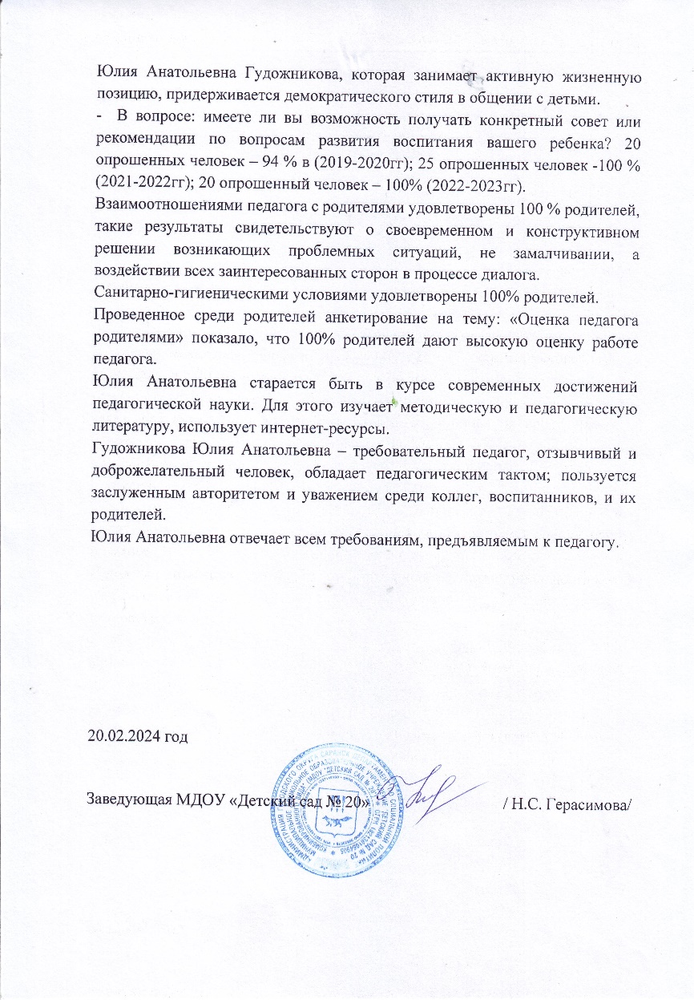 Юлия Анатольевна Гудожникова, которая занимает активную жизненную
позицию, придерживается демократического стиля в общении с детьми.
- В вопросе: имеете ли вы возможность получать конкретный совет или
рекомендации по вопросам развития воспитания вашего ребенка? 20
опрошенных человек – 94 % в (2019-2020гг); 25 опрошенных человек -100 %
(2021-2022гг); 20 опрошенный человек – 100% (2022-2023гг).
Взаимоотношениями педагога с родителями удовлетворены 100 % родителей,
такие результаты свидетельствуют о своевременном и конструктивном
решении возникающих проблемных ситуаций, не замалчивании, а
воздействии всех заинтересованных сторон в процессе диалога.
Санитарно-гигиеническими условиями удовлетворены 100% родителей.
Проведенное среди родителей анкетирование на тему: «Оценка педагога
родителями» показало, что 100% родителей дают высокую оценку работе
педагога.
Юлия Анатольевна старается быть в курсе современных достижений
педагогической науки. Для этого изучает методическую и педагогическую
литературу, использует интернет-ресурсы.
Гудожникова Юлия Анатольевна – требовательный педагог, отзывчивый и
доброжелательный человек, обладает педагогическим тактом; пользуется
заслуженным авторитетом и уважением среди коллег, воспитанников, и их
родителей.
Юлия Анатольевна отвечает всем требованиям, предъявляемым к педагогу.
20.02.2024 год
Заведующая МДОУ «Детский сад № 20» / Н.С. Герасимова/